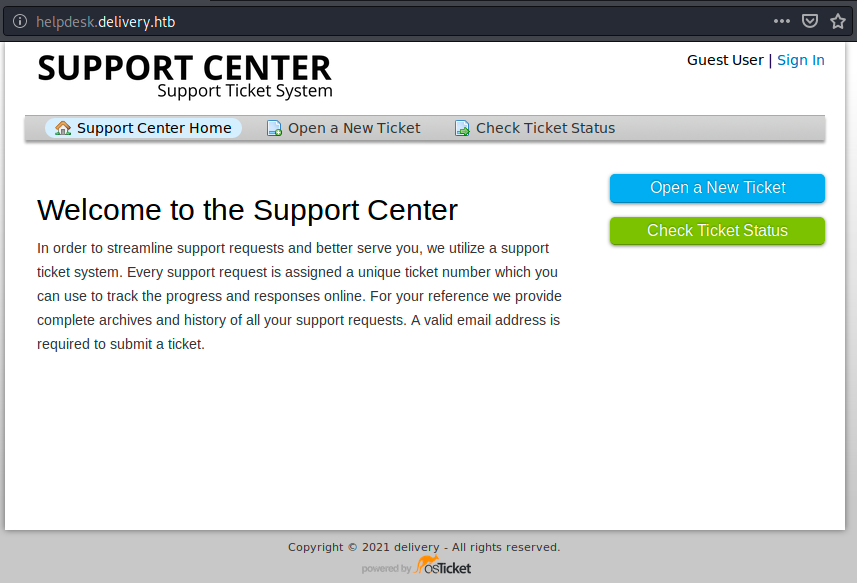 helpdesk.delivery.htb
SUPPORT CENTER
Support Ticket System
Guest User | Sign In
Support Center Home
Open a New Ticket
Check Ticket Status
Open a New Ticket
Check Ticket Status
Welcome to the Support Center
In order to streamline support requests and better serve you, we utilize a support
ticket system. Every support request is assigned a unique ticket number which you
can use to track the progress and responses online. For your reference we provide
complete archives and history of all your support requests. A valid email address is
required to submit a ticket.
Copyright © 2021 delivery - All rights reserved.
powered by osTicket